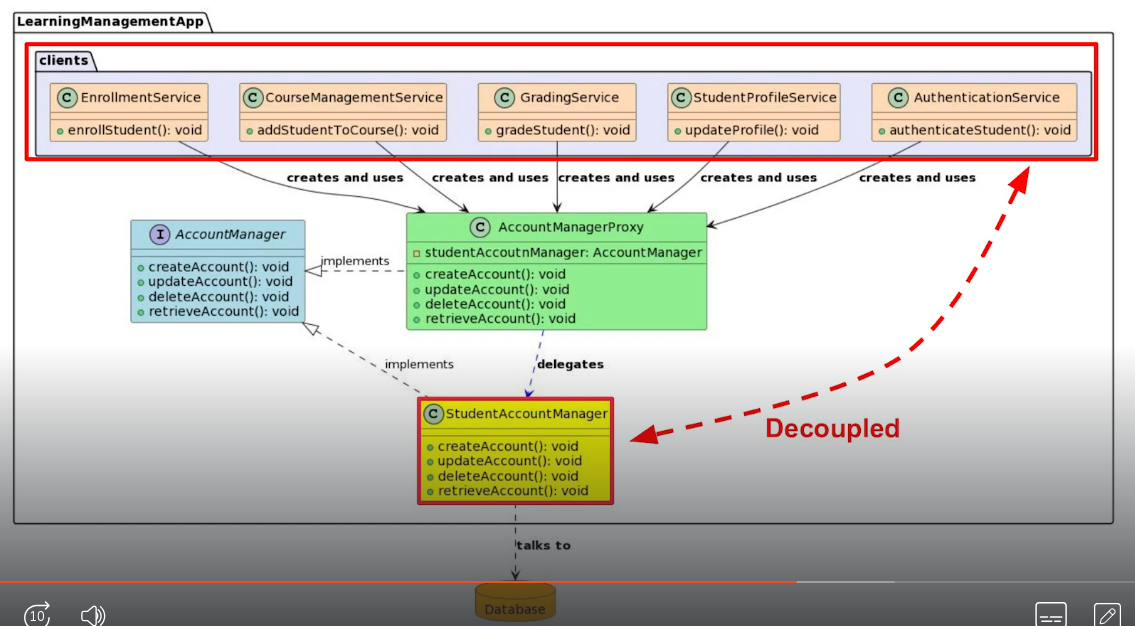 LearningManagementApp
clients
C EnrollmentService
enrollStudent(): void
C CourseManagementService
addStudentToCourse(): void
C GradingService
gradeStudent(): void
C StudentProfileService
updateProfile(): void
C AuthenticationService
authenticateStudent(): void
creates and uses
creates and uses
creates and uses
creates and uses
creates and uses
I AccountManager
createAccount(): void
updateAccount(): void
deleteAccount(): void
retrieveAccount(): void
implements
C AccountManagerProxy
studentAccoutnManager: AccountManager
createAccount(): void
updateAccount(): void
deleteAccount(): void
retrieveAccount(): void
implements
delegates
C StudentAccountManager
createAccount(): void
updateAccount(): void
deleteAccount(): void
retrieveAccount(): void
Decoupled
talks to
Database
10